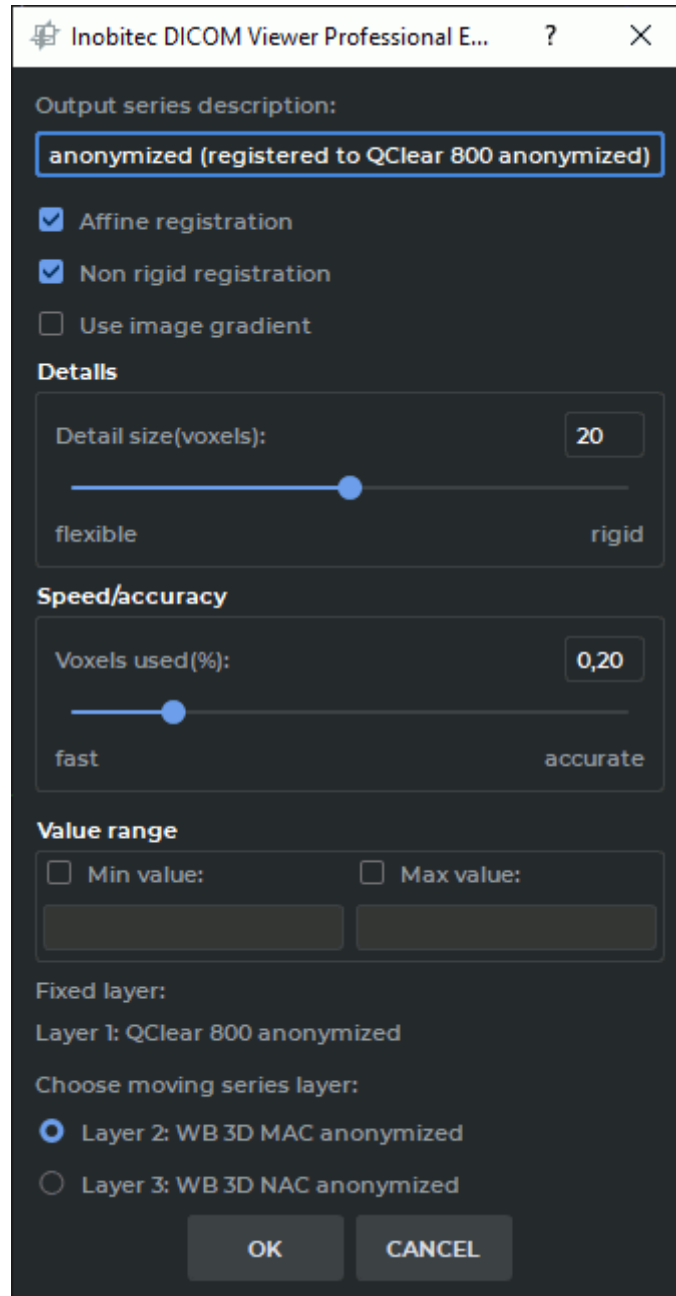 Inobitec DICOM Viewer Professional E... ?
Output series description:
anonymized (registered to QClear 800 anonymized)
Affine registration
Non rigid registration
Use image gradient
Details
Detail size(voxels): 20
flexible rigid
Speed/accuracy
Voxels used(%): 0,20
fast accurate
Value range
Min value: Max value:
Fixed layer:
Layer 1: QClear 800 anonymized
Choose moving series layer:
Layer 2: WB 3D MAC anonymized
Layer 3: WB 3D NAC anonymized
OK CANCEL